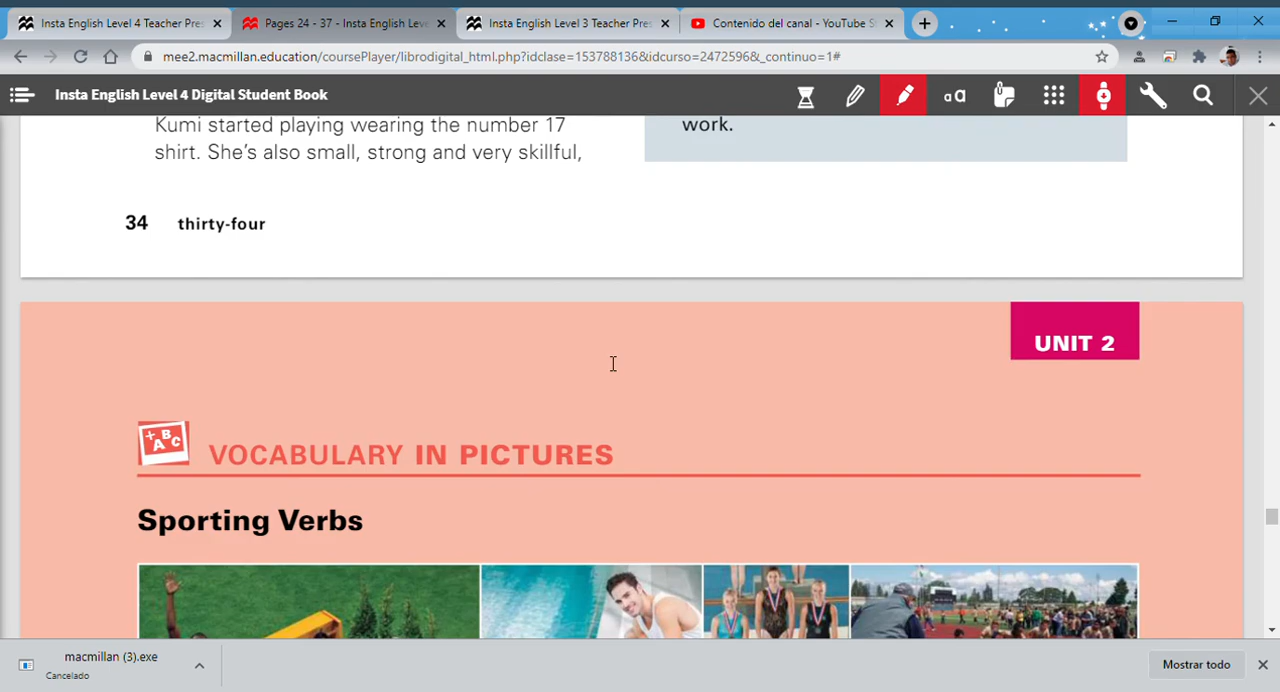 Insta English Level 4 Teacher Pres
Pages 24 - 37 - Insta English Leve
Insta English Level 3 Teacher Pres
Contenido del canal - YouTube S
mee2.macmillan.education/coursePlayer/librodigital_html.php?idclase=153788136&idcurso=2472596&_continuo=1#
Insta English Level 4 Digital Student Book
aa
Kumi started playing wearing the number 17
shirt. She's also small, strong and very skillful,
work.
34 thirty-four
UNIT 2
+ B
A C
VOCABULARY IN PICTURES
Sporting Verbs
macmillan (3).exe
Cancelado
Mostrar todo